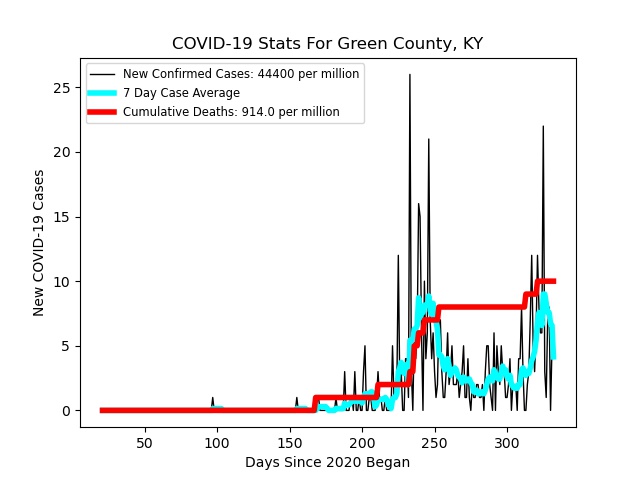 COVID-19 Stats For Green County, KY
New Confirmed Cases: 44400 per million
7 Day Case Average
Cumulative Deaths: 914.0 per million
New COVID-19 Cases
25
20
15
10
5
0
50
100
150
200
250
300
Days Since 2020 Began